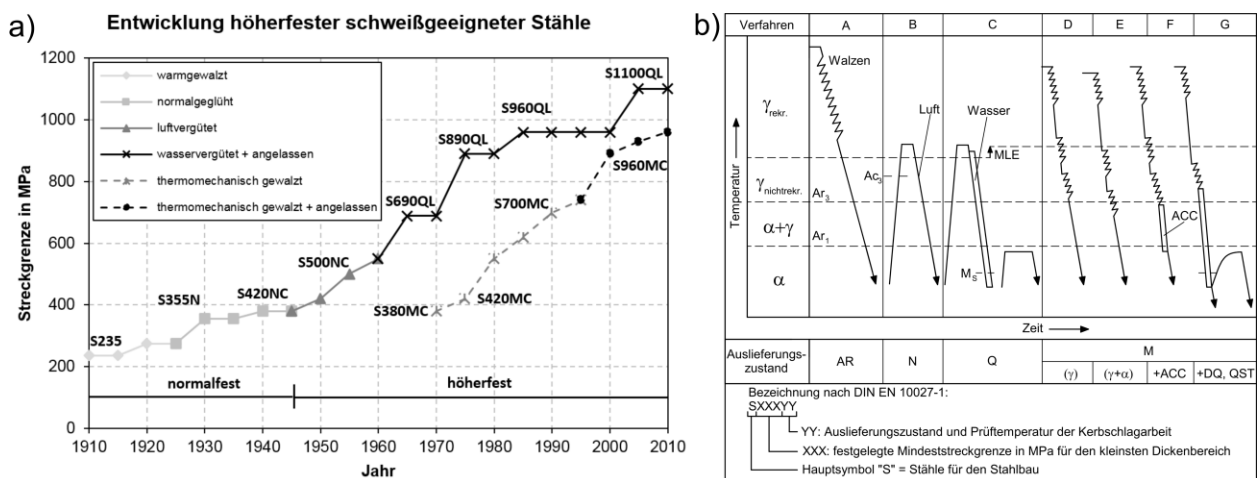 a)
Entwicklung höherfester schweißgeeigneter Stähle
Streckgrenze in MPa
1200
1000
800
600
400
200
0
warmgewalzt
normalgeglüht
luftvergütet
wasservergütet + angelassen
thermomechanisch gewalzt
thermomechanisch gewalzt + angelassen
S1100QL
S960QL
S890QL
S960MC
S690QL
S700MC
S500NC
S355N
S420NC
S380MC
S420MC
S235
normalfest
höherfest
1910 1920 1930 1940 1950 1960 1970 1980 1990 2000 2010
Jahr
b)
Verfahren A B C D E F G
Temperatur
γrekr.
γnichtrekr.
α+γ
α
Walzen
Luft
Wasser
MLE
Ac3
Ar3
Ar1
Ms
ACC
Zeit
Auslieferungs-
zustand
AR N Q M
(γ) (γ+α) +ACC +DQ, QST
Bezeichnung nach DIN EN 10027-1:
SXXXYY
YY: Auslieferungszustand und Prüftemperatur der Kerbschlagarbeit
XXX: festgelegte Mindeststreckgrenze in MPa für den kleinsten Dickenbereich
Hauptsymbol "S" = Stähle für den Stahlbau